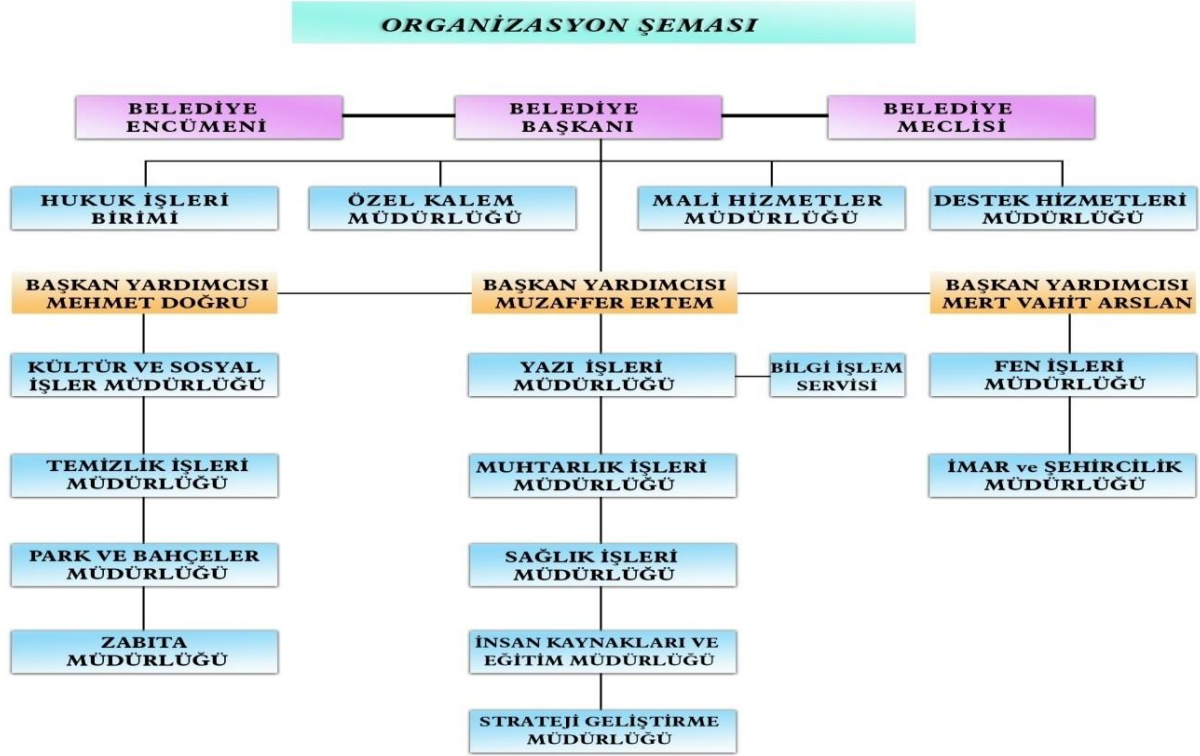 ORGANİZASYON ŞEMASI
BELEDİYE
ENCÜMENİ
BELEDİYE
BAŞKANI
BELEDİYE
MECLİSİ
HUKUK İŞLERİ
BİRİMİ
ÖZEL KALEM
MÜDÜRLÜĞÜ
MALİ HİZMETLER
MÜDÜRLÜĞÜ
DESTEK HİZMETLERİ
MÜDÜRLÜĞÜ
BAŞKAN YARDIMCISI
MEHMET DOĞRU
BAŞKAN YARDIMCISI
MUZAFFER ERTEM
BAŞKAN YARDIMCISI
MERT VAHİT ARSLAN
KÜLTÜR VE SOSYAL
İŞLER MÜDÜRLÜĞÜ
YAZI İŞLERİ
MÜDÜRLÜĞÜ
BİLGİ İŞLEM
SERVİSİ
FEN İŞLERİ
MÜDÜRLÜĞÜ
TEMİZLİK İŞLERİ
MÜDÜRLÜĞÜ
MUHTARLIK İŞLERİ
MÜDÜRLÜĞÜ
İMAR ve ŞEHİRCİLİK
MÜDÜRLÜĞÜ
PARK VE BAHÇELER
MÜDÜRLÜĞÜ
SAĞLIK İŞLERİ
MÜDÜRLÜĞÜ
ZABITA
MÜDÜRLÜĞÜ
İNSAN KAYNAKLARI VE
EĞİTİM MÜDÜRLÜĞÜ
STRATEJİ GELİŞTİRME
MÜDÜRLÜĞÜ